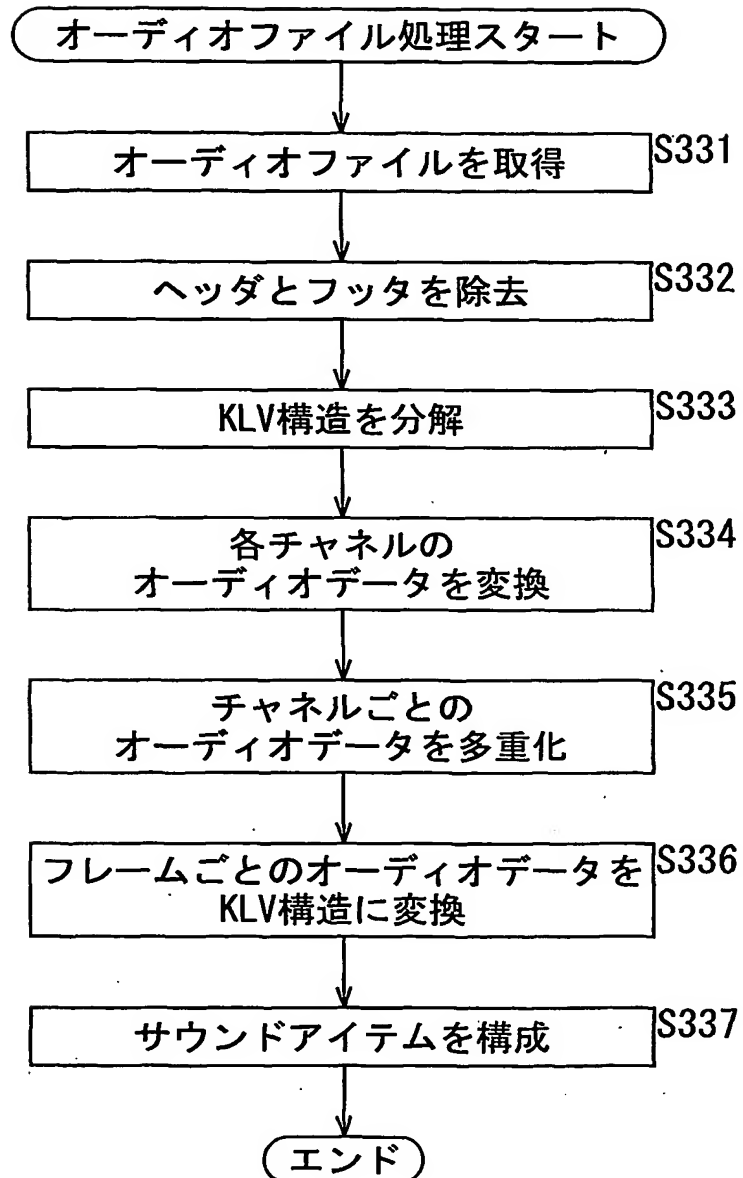 オーディオファイル処理スタート
オーディオファイルを取得
S331
ヘッダとフッタを除去
S332
KLV構造を分解
S333
各チャネルの
オーディオデータを変換
S334
チャネルごとの
オーディオデータを多重化
S335
フレームごとのオーディオデータを
KLV構造に変換
S336
サウンドアイテムを構成
S337
エンド